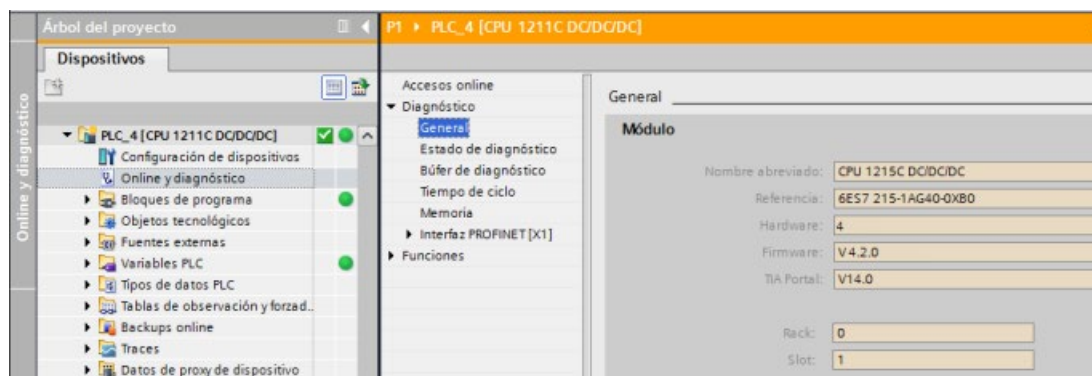 Árbol del proyecto
Dispositivos
Online y diagnóstico
PLC_4 [CPU 1211C DC/DC/DC]
Configuración de dispositivos
Online y diagnóstico
Bloques de programa
Objetos tecnológicos
Fuentes externas
Variables PLC
Tipos de datos PLC
Tablas de observación y forzad..
Backups online
Traces
Datos de proxy de dispositivo
P1 PLC_4 [CPU 1211C DC/DC/DC]
Accesos online
Diagnóstico
General
Estado de diagnóstico
Búfer de diagnóstico
Tiempo de ciclo
Memoria
Interfaz PROFINET [X1]
Funciones
General
Módulo
Nombre abreviado: CPU 1215C DC/DC/DC
Referencia: 6ES7 215-1AG40-0XB0
Hardware: 4
Firmware: V 4.2.0
TIA Portal: V14.0
Rack: 0
Slot: 1